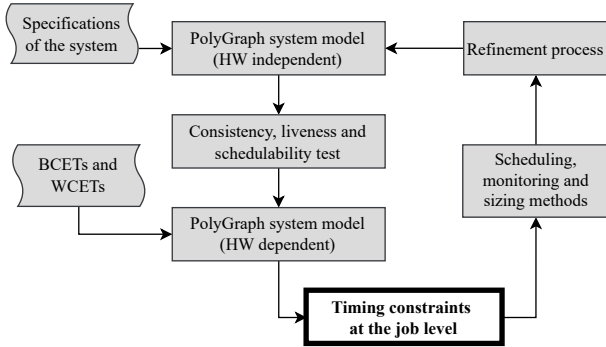 Specifications
of the system
PolyGraph system model
(HW independent)
Refinement process
Consistency, liveness and
schedulability test
BCETs and
WCETs
Scheduling,
monitoring and
sizing methods
PolyGraph system model
(HW dependent)
Timing constraints
at the job level